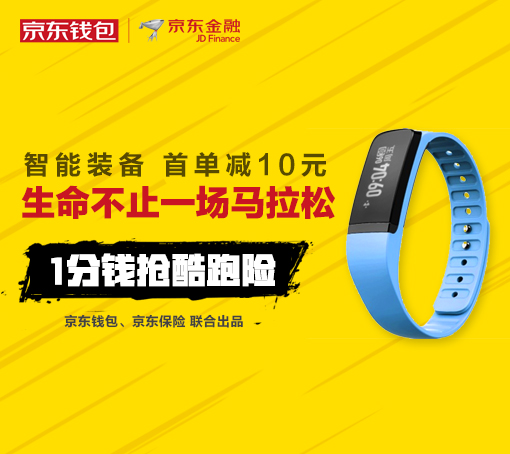 京东钱包 京东金融
JD Finance
智能装备 首单减10元
生命不止一场马拉松
1分钱抢酷跑险
京东钱包、京东保险 联合出品
09:04